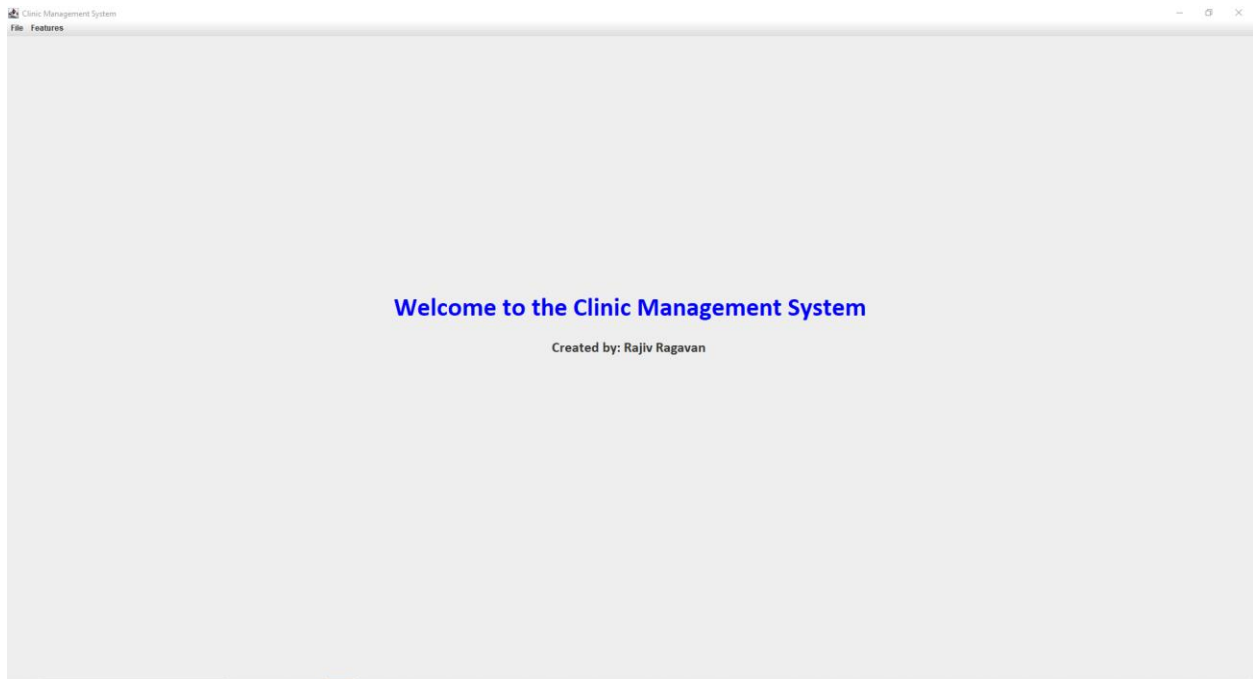 Clinic Management System
File Features
Welcome to the Clinic Management System
Created by: Rajiv Ragavan